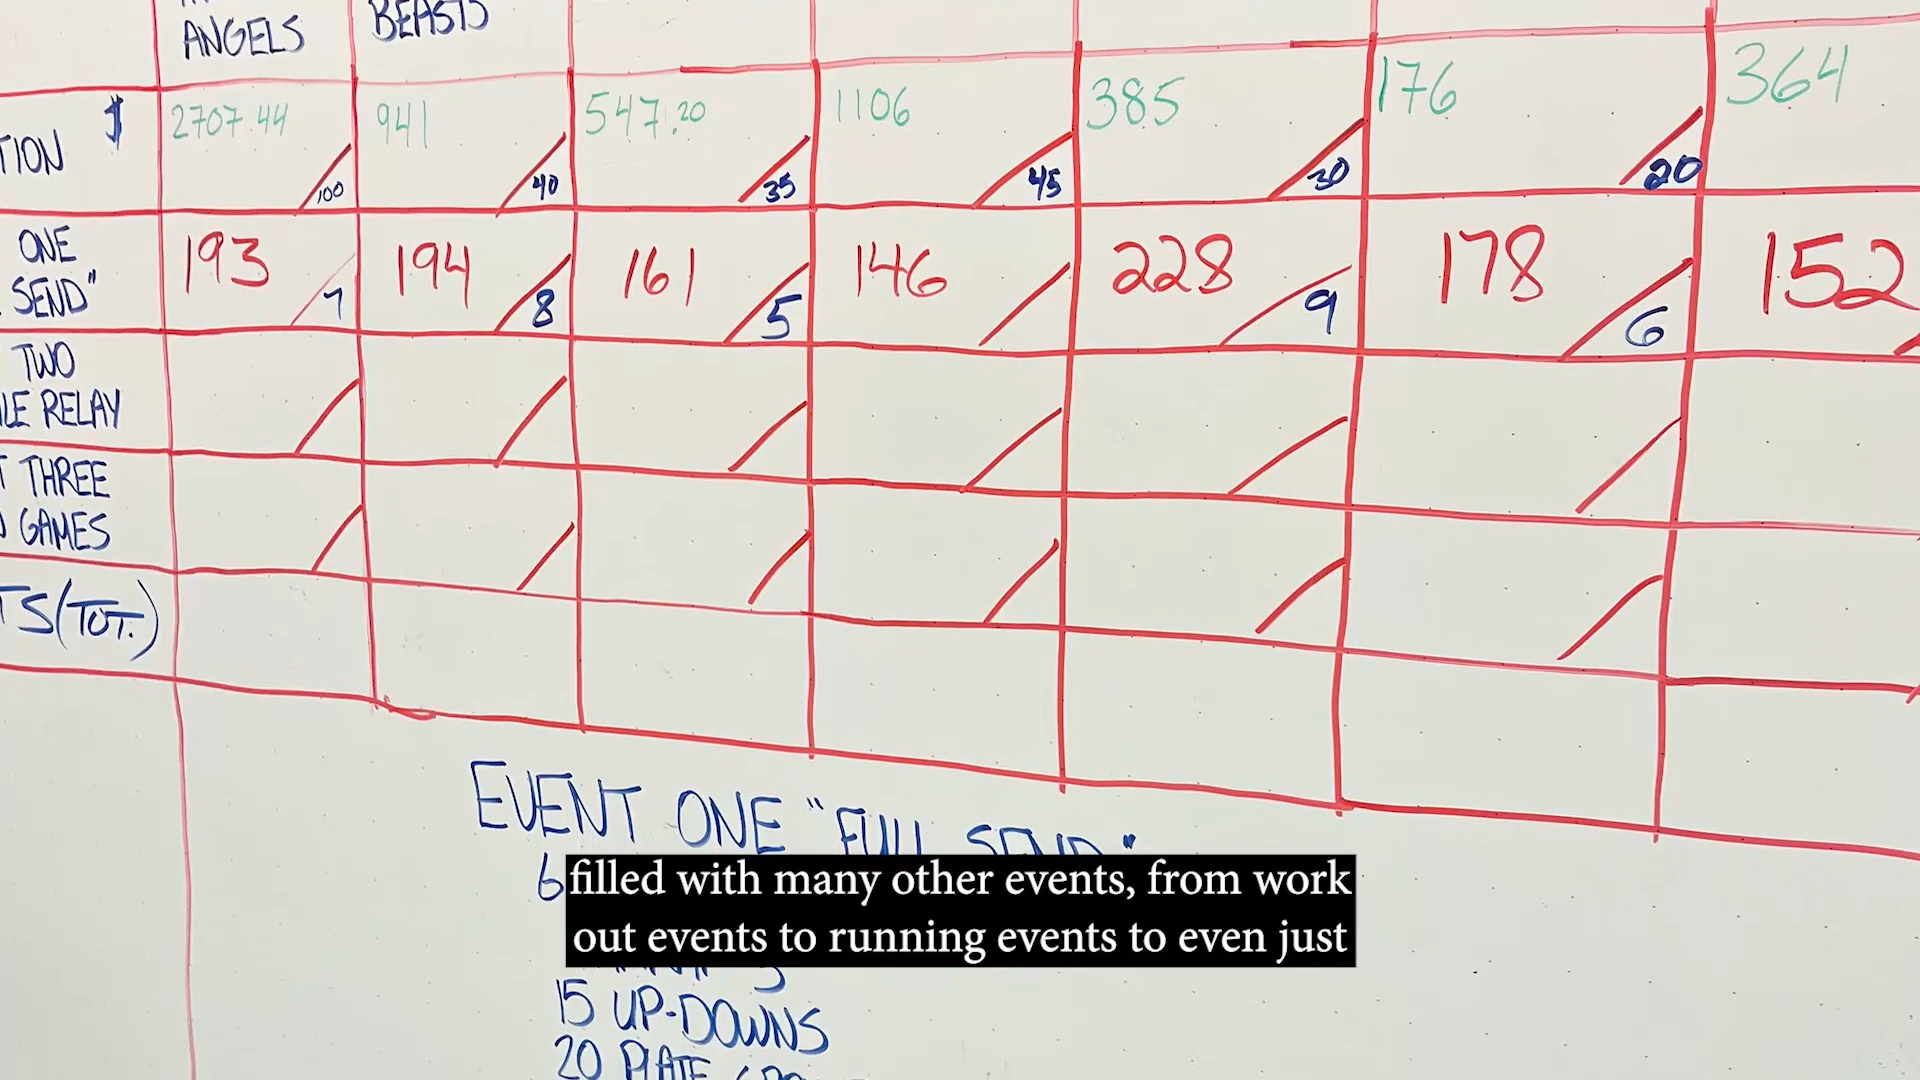 ANGELS BEASTS
$ 2707.44 941 547.20 1106 385 176 364
TION 100 40 35 45 30 20
ONE 193 194 161 146 228 178 152
SEND" 7 8 5 9 6
TWO
LE RELAY
T THREE
GAMES
TS (TOT.)
EVENT ONE "FULL SEND"
6
filled with many other events, from work
out events to running events to even just
15 UP-DOWNS
20 PLATE